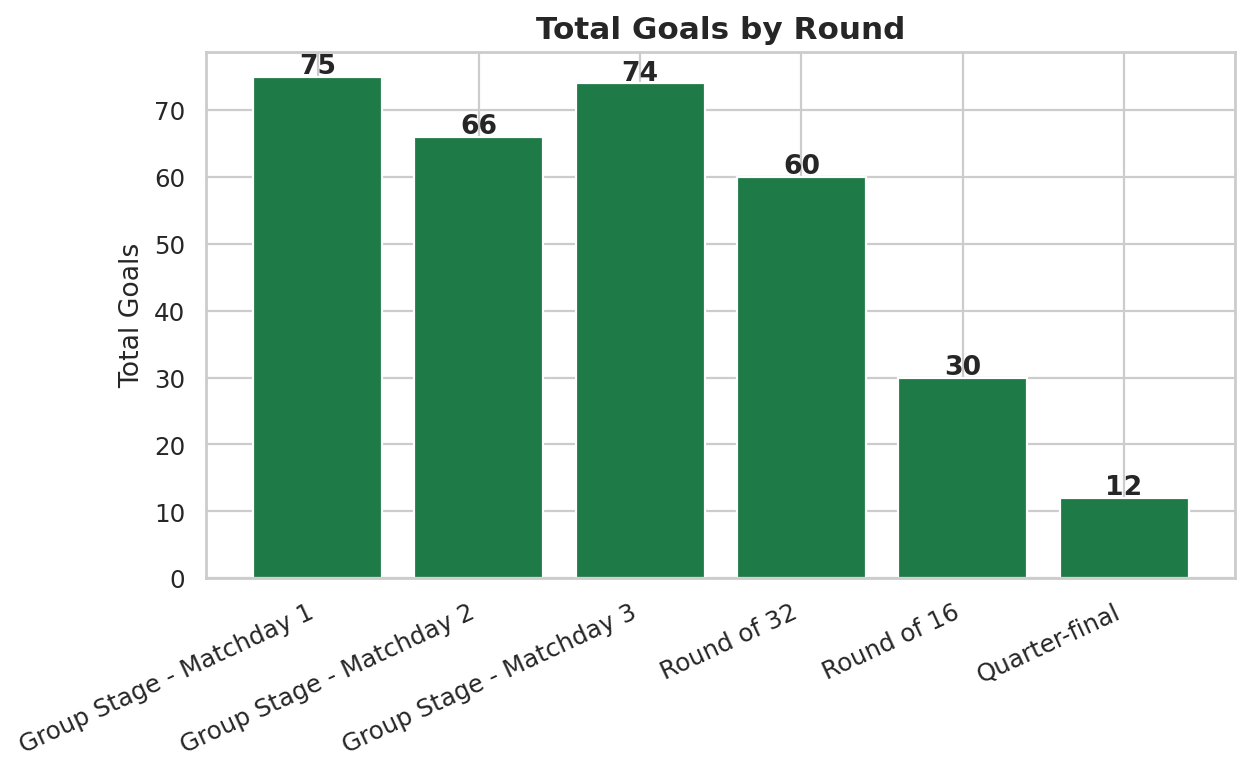 Total Goals by Round
Total Goals
70
60
50
40
30
20
10
0
75
66
74
60
30
12
Group Stage - Matchday 1
Group Stage - Matchday 2
Group Stage - Matchday 3
Round of 32
Round of 16
Quarter-final